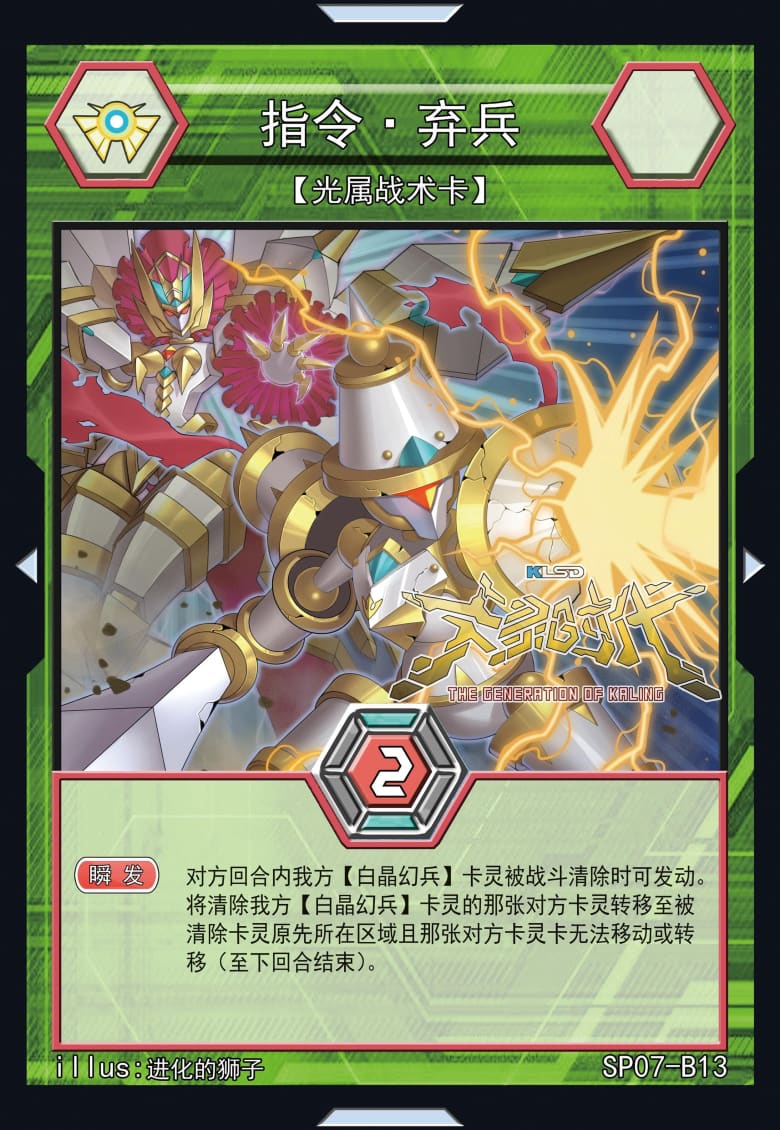 指令·弃兵
【光属战术卡】
KLSD
卡灵时代
THE GENERATION OF KALING
2
瞬发
对方回合内我方【白晶幻兵】卡灵被战斗清除时可发动。
将清除我方【白晶幻兵】卡灵的那张对方卡灵转移至被
清除卡灵原先所在区域且那张对方卡灵卡无法移动或转
移（至下回合结束）。
illus:进化的狮子
SP07-B13